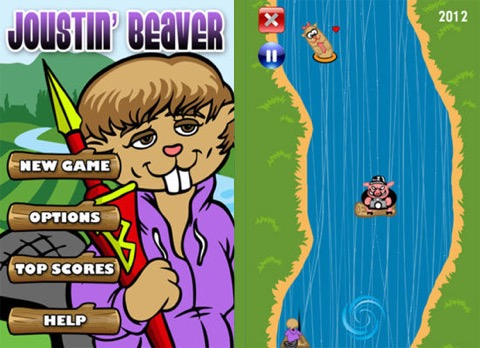 JOUSTIN' BEAVER
NEW GAME
OPTIONS
TOP SCORES
HELP
2012